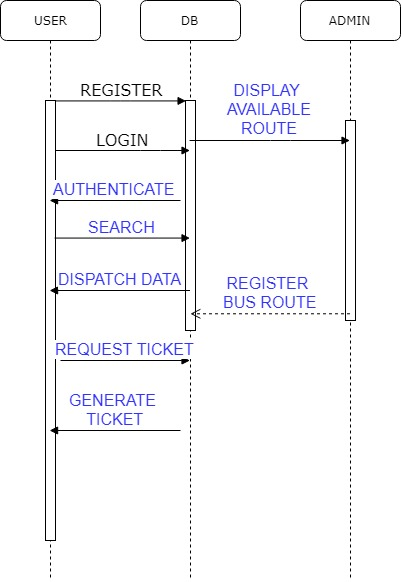 USER
DB
ADMIN
REGISTER
DISPLAY
AVAILABLE
ROUTE
LOGIN
AUTHENTICATE
SEARCH
DISPATCH DATA
REGISTER
BUS ROUTE
REQUEST TICKET
GENERATE
TICKET